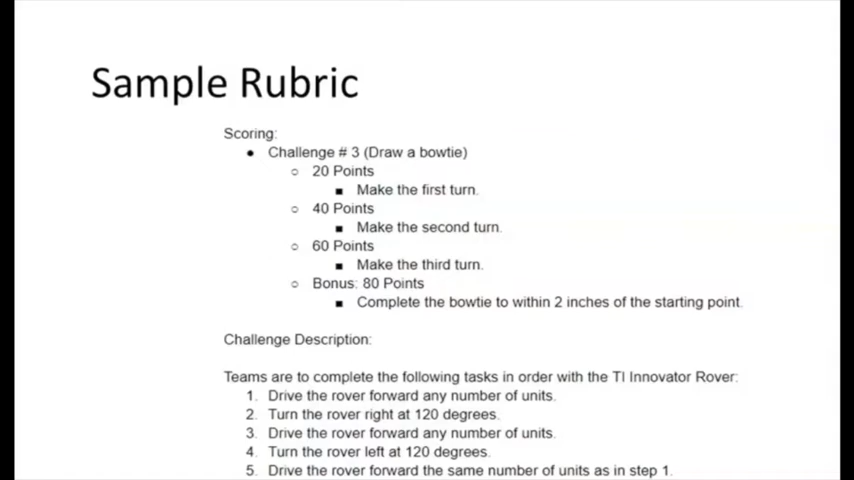 Sample Rubric
Scoring:
● Challenge # 3 (Draw a bowtie)
○ 20 Points
■ Make the first turn.
○ 40 Points
■ Make the second turn.
○ 60 Points
■ Make the third turn.
○ Bonus: 80 Points
■ Complete the bowtie to within 2 inches of the starting point.
Challenge Description:
Teams are to complete the following tasks in order with the TI Innovator Rover:
1. Drive the rover forward any number of units.
2. Turn the rover right at 120 degrees.
3. Drive the rover forward any number of units.
4. Turn the rover left at 120 degrees.
5. Drive the rover forward the same number of units as in step 1.